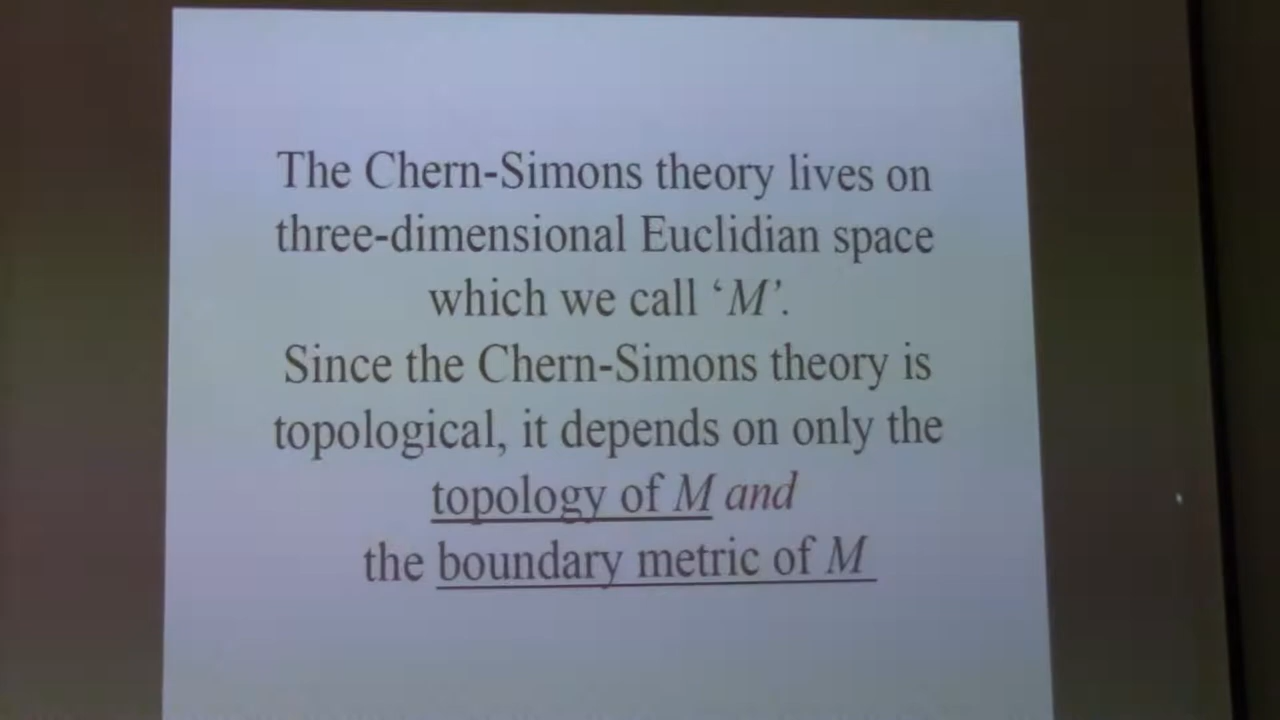 The Chern-Simons theory lives on
three-dimensional Euclidian space
which we call ‘M’.
Since the Chern-Simons theory is
topological, it depends on only the
topology of M and
the boundary metric of M